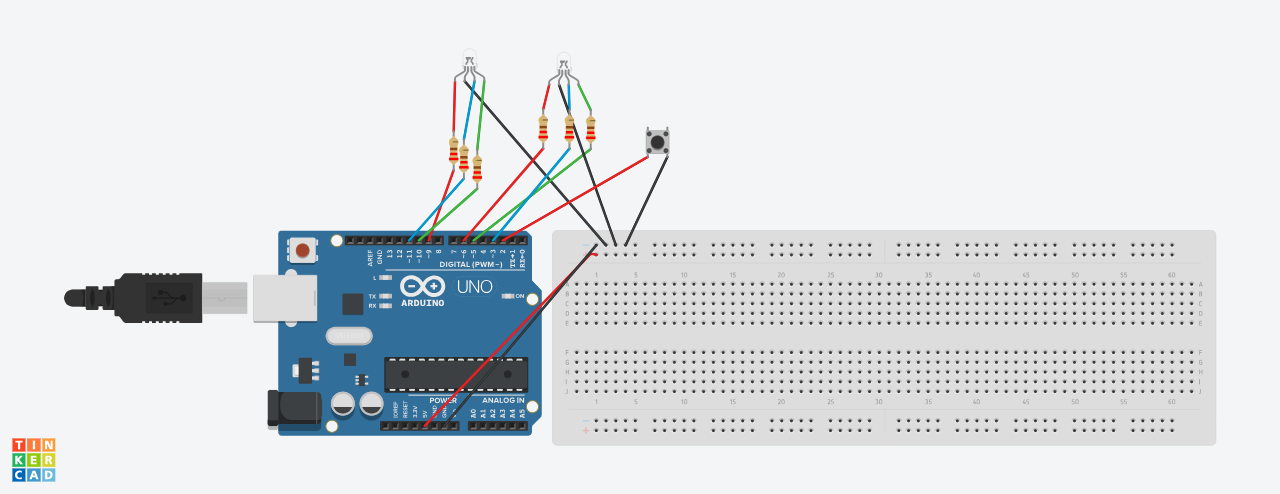 AREF
GND
13
12
~11
~10
~9
8
7
~6
~5
4
~3
2
TX→1
RX←0
DIGITAL (PWM~)
L
TX
RX
ARDUINO
UNO
ON
POWER
ANALOG IN
IOREF
RESET
3.3V
5V
GND
A0
A1
A2
A3
A4
A5
1 5 10 15 20 25 30 35 40 45 50 55 60
A A
B B
C C
D D
E E
F F
G G
H H
I I
J J
1 5 10 15 20 25 30 35 40 45 50 55 60
TIN
KER
CAD